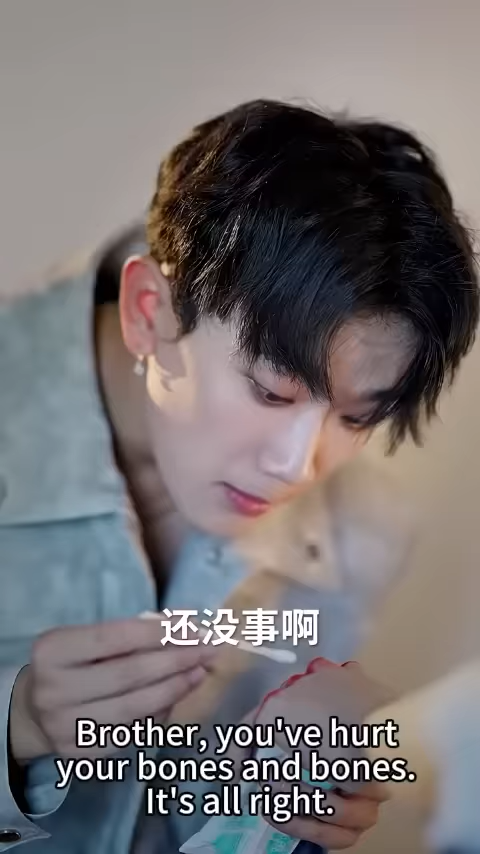 还没事啊
Brother, you've hurt
your bones and bones.
It's all right.